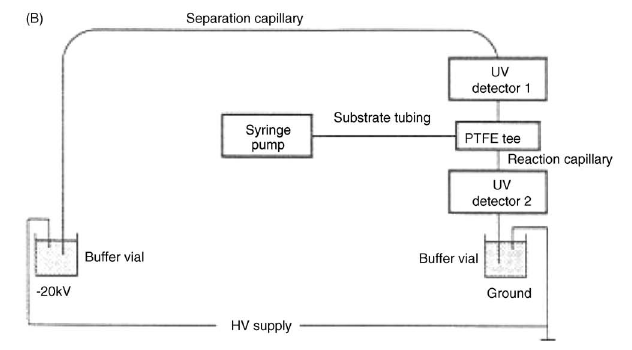 (B)
Separation capillary
UV
detector 1
Substrate tubing
Syringe
pump
PTFE tee
Reaction capillary
UV
detector 2
Buffer vial
Buffer vial
-20kV
Ground
HV supply